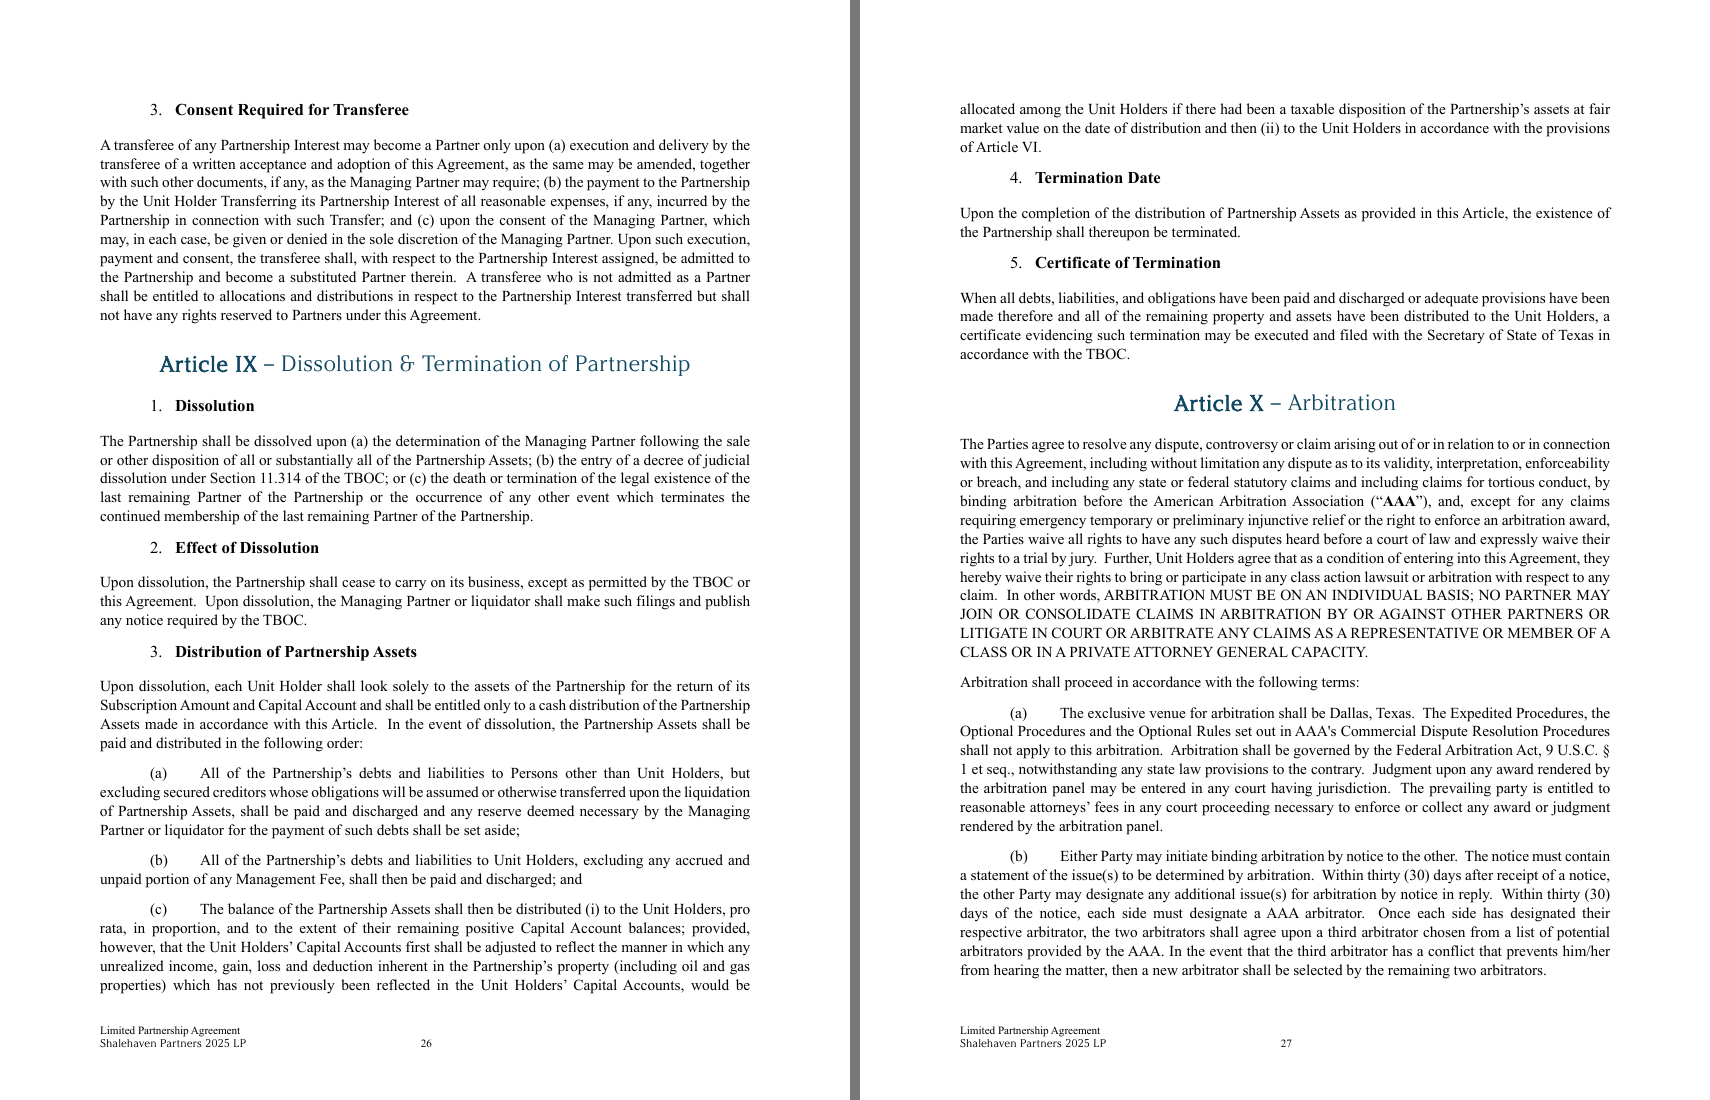 3. Consent Required for Transferee
A transferee of any Partnership Interest may become a Partner only upon (a) execution and delivery by the
transferee of a written acceptance and adoption of this Agreement, as the same may be amended, together
with such other documents, if any, as the Managing Partner may require; (b) the payment to the Partnership
by the Unit Holder Transferring its Partnership Interest of all reasonable expenses, if any, incurred by the
Partnership in connection with such Transfer; and (c) upon the consent of the Managing Partner, which
may, in each case, be given or denied in the sole discretion of the Managing Partner. Upon such execution,
payment and consent, the transferee shall, with respect to the Partnership Interest assigned, be admitted to
the Partnership and become a substituted Partner therein. A transferee who is not admitted as a Partner
shall be entitled to allocations and distributions in respect to the Partnership Interest transferred but shall
not have any rights reserved to Partners under this Agreement.
Article IX – Dissolution & Termination of Partnership
1. Dissolution
The Partnership shall be dissolved upon (a) the determination of the Managing Partner following the sale
or other disposition of all or substantially all of the Partnership Assets; (b) the entry of a decree of judicial
dissolution under Section 11.314 of the TBOC; or (c) the death or termination of the legal existence of the
last remaining Partner of the Partnership or the occurrence of any other event which terminates the
continued membership of the last remaining Partner of the Partnership.
2. Effect of Dissolution
Upon dissolution, the Partnership shall cease to carry on its business, except as permitted by the TBOC or
this Agreement. Upon dissolution, the Managing Partner or liquidator shall make such filings and publish
any notice required by the TBOC.
3. Distribution of Partnership Assets
Upon dissolution, each Unit Holder shall look solely to the assets of the Partnership for the return of its
Subscription Amount and Capital Account and shall be entitled only to a cash distribution of the Partnership
Assets made in accordance with this Article. In the event of dissolution, the Partnership Assets shall be
paid and distributed in the following order:
(a) All of the Partnership’s debts and liabilities to Persons other than Unit Holders, but
excluding secured creditors whose obligations will be assumed or otherwise transferred upon the liquidation
of Partnership Assets, shall be paid and discharged and any reserve deemed necessary by the Managing
Partner or liquidator for the payment of such debts shall be set aside;
(b) All of the Partnership’s debts and liabilities to Unit Holders, excluding any accrued and
unpaid portion of any Management Fee, shall then be paid and discharged; and
(c) The balance of the Partnership Assets shall then be distributed (i) to the Unit Holders, pro
rata, in proportion, and to the extent of their remaining positive Capital Account balances; provided,
however, that the Unit Holders’ Capital Accounts first shall be adjusted to reflect the manner in which any
unrealized income, gain, loss and deduction inherent in the Partnership’s property (including oil and gas
properties) which has not previously been reflected in the Unit Holders’ Capital Accounts, would be
Limited Partnership Agreement
Shalehaven Partners 2025 LP 26
allocated among the Unit Holders if there had been a taxable disposition of the Partnership’s assets at fair
market value on the date of distribution and then (ii) to the Unit Holders in accordance with the provisions
of Article VI.
4. Termination Date
Upon the completion of the distribution of Partnership Assets as provided in this Article, the existence of
the Partnership shall thereupon be terminated.
5. Certificate of Termination
When all debts, liabilities, and obligations have been paid and discharged or adequate provisions have been
made therefore and all of the remaining property and assets have been distributed to the Unit Holders, a
certificate evidencing such termination may be executed and filed with the Secretary of State of Texas in
accordance with the TBOC.
Article X – Arbitration
The Parties agree to resolve any dispute, controversy or claim arising out of or in relation to or in connection
with this Agreement, including without limitation any dispute as to its validity, interpretation, enforceability
or breach, and including any state or federal statutory claims and including claims for tortious conduct, by
binding arbitration before the American Arbitration Association (“AAA”), and, except for any claims
requiring emergency temporary or preliminary injunctive relief or the right to enforce an arbitration award,
the Parties waive all rights to have any such disputes heard before a court of law and expressly waive their
rights to a trial by jury. Further, Unit Holders agree that as a condition of entering into this Agreement, they
hereby waive their rights to bring or participate in any class action lawsuit or arbitration with respect to any
claim. In other words, ARBITRATION MUST BE ON AN INDIVIDUAL BASIS; NO PARTNER MAY
JOIN OR CONSOLIDATE CLAIMS IN ARBITRATION BY OR AGAINST OTHER PARTNERS OR
LITIGATE IN COURT OR ARBITRATE ANY CLAIMS AS A REPRESENTATIVE OR MEMBER OF A
CLASS OR IN A PRIVATE ATTORNEY GENERAL CAPACITY.
Arbitration shall proceed in accordance with the following terms:
(a) The exclusive venue for arbitration shall be Dallas, Texas. The Expedited Procedures, the
Optional Procedures and the Optional Rules set out in AAA's Commercial Dispute Resolution Procedures
shall not apply to this arbitration. Arbitration shall be governed by the Federal Arbitration Act, 9 U.S.C. §
1 et seq., notwithstanding any state law provisions to the contrary. Judgment upon any award rendered by
the arbitration panel may be entered in any court having jurisdiction. The prevailing party is entitled to
reasonable attorneys’ fees in any court proceeding necessary to enforce or collect any award or judgment
rendered by the arbitration panel.
(b) Either Party may initiate binding arbitration by notice to the other. The notice must contain
a statement of the issue(s) to be determined by arbitration. Within thirty (30) days after receipt of a notice,
the other Party may designate any additional issue(s) for arbitration by notice in reply. Within thirty (30)
days of the notice, each side must designate a AAA arbitrator. Once each side has designated their
respective arbitrator, the two arbitrators shall agree upon a third arbitrator chosen from a list of potential
arbitrators provided by the AAA. In the event that the third arbitrator has a conflict that prevents him/her
from hearing the matter, then a new arbitrator shall be selected by the remaining two arbitrators.
Limited Partnership Agreement
Shalehaven Partners 2025 LP 27